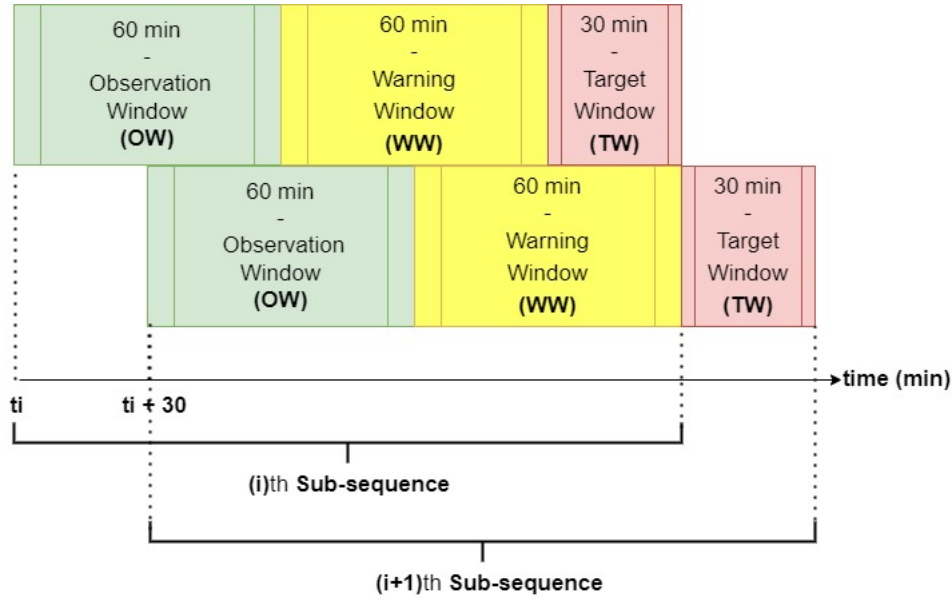 60 min
-
Observation
Window
(OW)
60 min
-
Warning
Window
(WW)
30 min
-
Target
Window
(TW)
60 min
-
Observation
Window
(OW)
60 min
-
Warning
Window
(WW)
30 min
-
Target
Window
(TW)
time (min)
ti
ti + 30
(i)th Sub-sequence
(i+1)th Sub-sequence